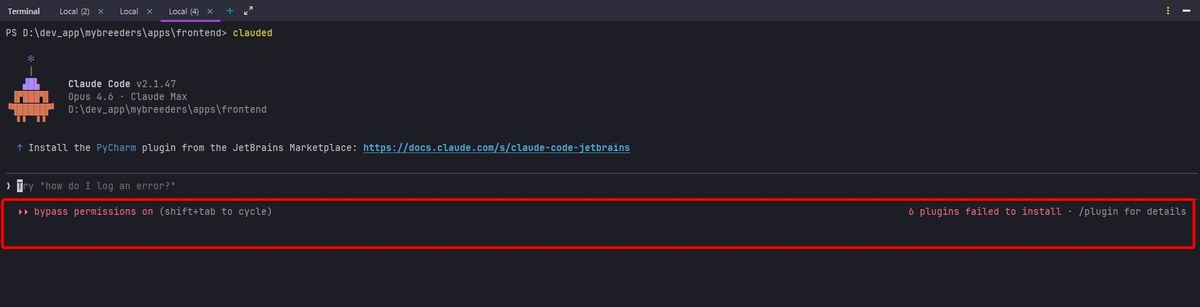 Terminal Local (2) × Local × Local (4) × +
PS D:\dev_app\mybreeders\apps\frontend> clauded
Claude Code v2.1.47
Opus 4.6 · Claude Max
D:\dev_app\mybreeders\apps\frontend
↑ Install the PyCharm plugin from the JetBrains Marketplace: https://docs.claude.com/s/claude-code-jetbrains
❯ Try "how do I log an error?"
▸▸ bypass permissions on (shift+tab to cycle) 6 plugins failed to install · /plugin for details